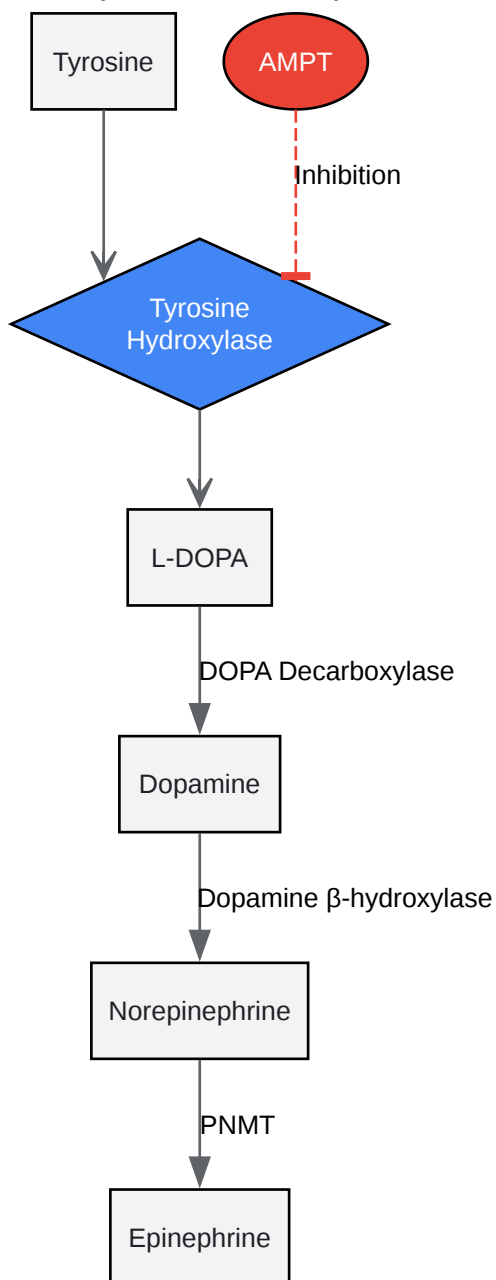 Tyrosine
AMPT
Inhibition
Tyrosine
Hydroxylase
L-DOPA
DOPA Decarboxylase
Dopamine
Dopamine β-hydroxylase
Norepinephrine
PNMT
Epinephrine